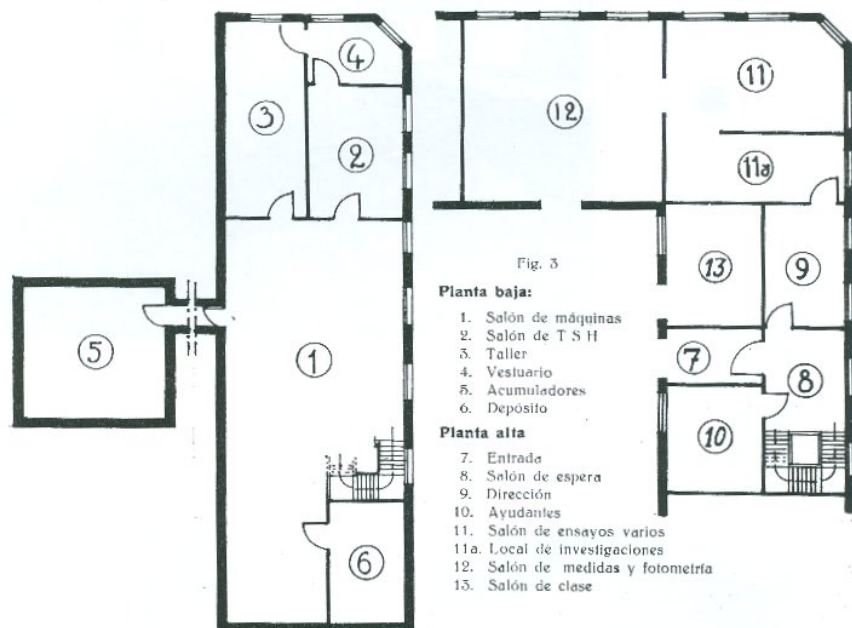 4
3
2
5
1
6
12
11
11a
13
9
7
8
10
Fig. 3
Planta baja:
1. Salón de máquinas
2. Salón de T S H
3. Taller
4. Vestuario
5. Acumuladores
6. Depósito
Planta alta
7. Entrada
8. Salón de espera
9. Dirección
10. Ayudantes
11. Salón de ensayos varios
11a. Local de investigaciones
12. Salón de medidas y fotometría
13. Salón de clase